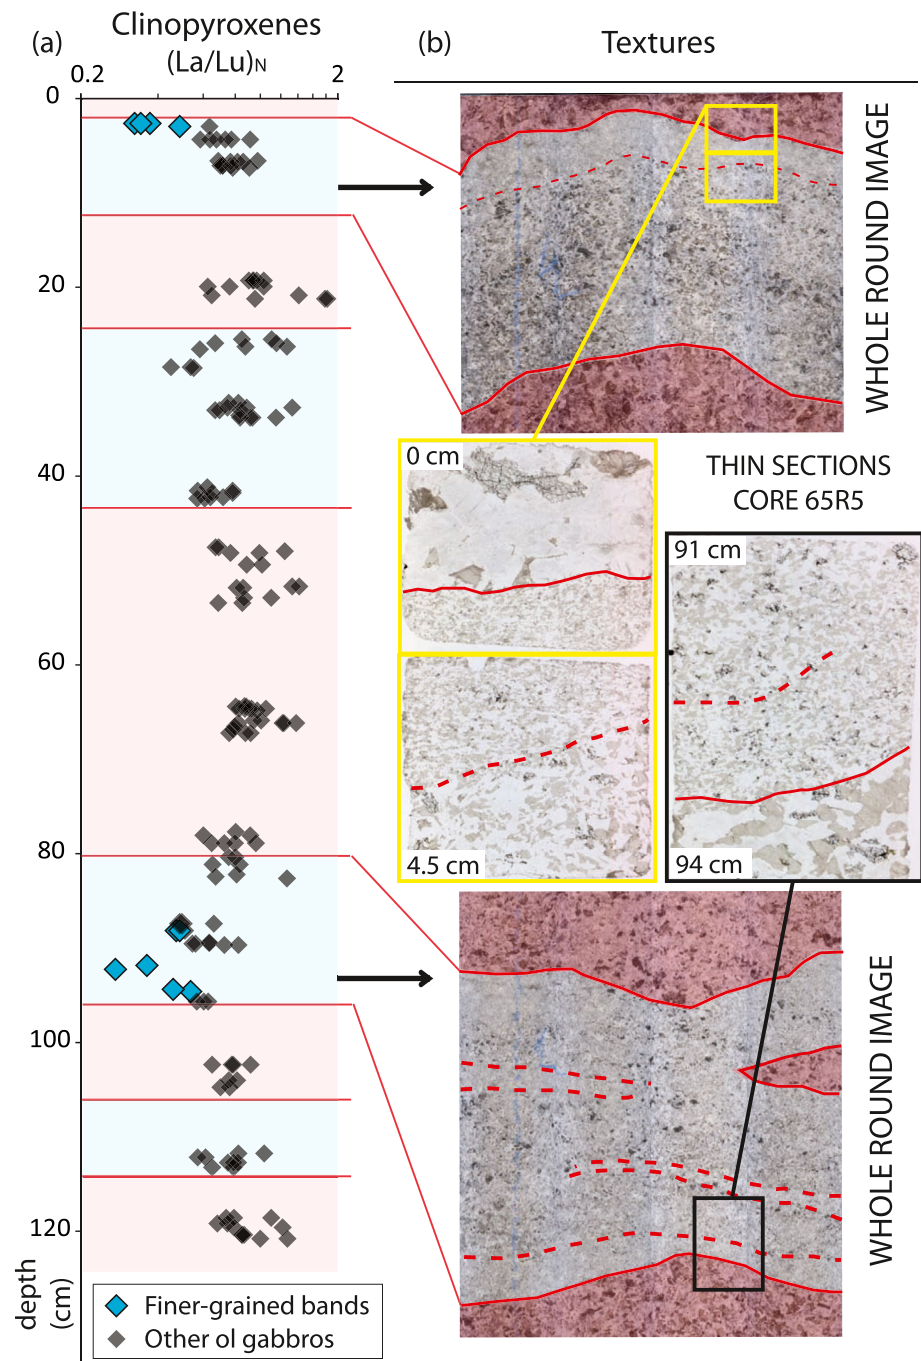 (a)
Clinopyroxenes
(La/Lu)N
0.2
2
0
20
40
60
80
100
120
depth
(cm)
Finer-grained bands
Other ol gabbros
(b)
Textures
WHOLE ROUND IMAGE
0 cm
4.5 cm
THIN SECTIONS
CORE 65R5
91 cm
94 cm
WHOLE ROUND IMAGE